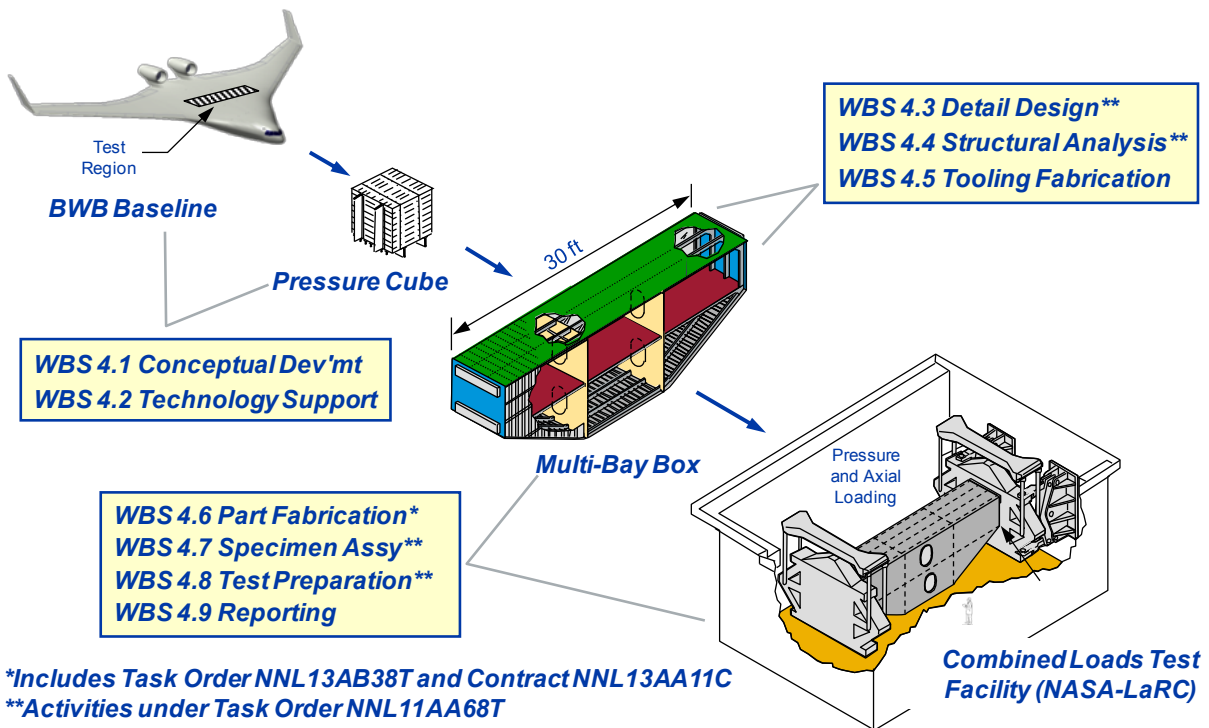 Test
Region
BWB Baseline
Pressure Cube
30 ft
WBS 4.3 Detail Design**
WBS 4.4 Structural Analysis**
WBS 4.5 Tooling Fabrication
WBS 4.1 Conceptual Dev'mt
WBS 4.2 Technology Support
Multi-Bay Box
Pressure
and Axial
Loading
WBS 4.6 Part Fabrication*
WBS 4.7 Specimen Assy**
WBS 4.8 Test Preparation**
WBS 4.9 Reporting
Combined Loads Test
Facility (NASA-LaRC)
*Includes Task Order NNL13AB38T and Contract NNL13AA11C
**Activities under Task Order NNL11AA68T